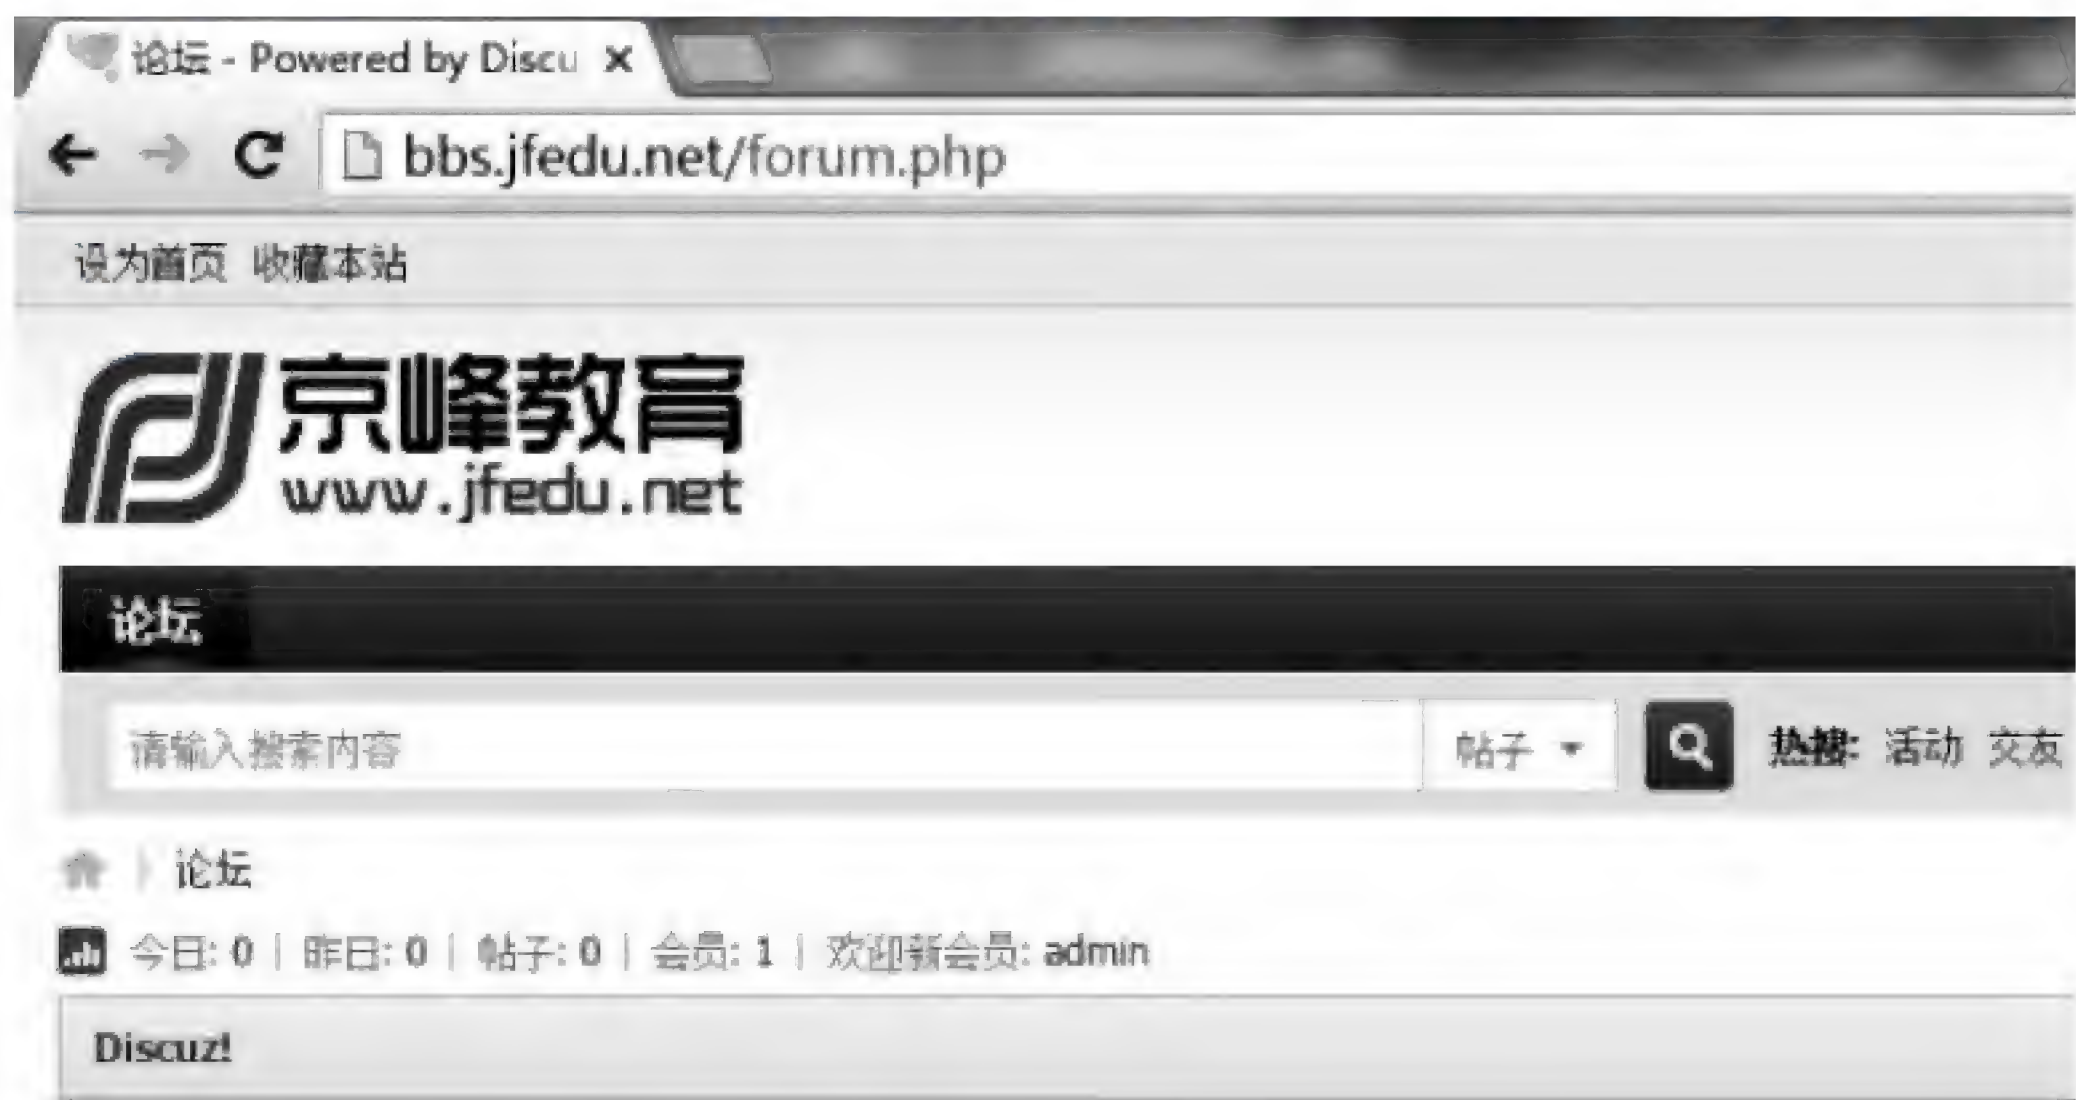 论坛 - Powered by Discu
bbs.jfedu.net/forum.php
设为首页 收藏本站
京峰教育
www.jfedu.net
论坛
请输入搜索内容 帖子 热搜: 活动 交友
论坛
今日: 0 | 昨日: 0 | 帖子: 0 | 会员: 1 | 欢迎新会员: admin
Discuz!